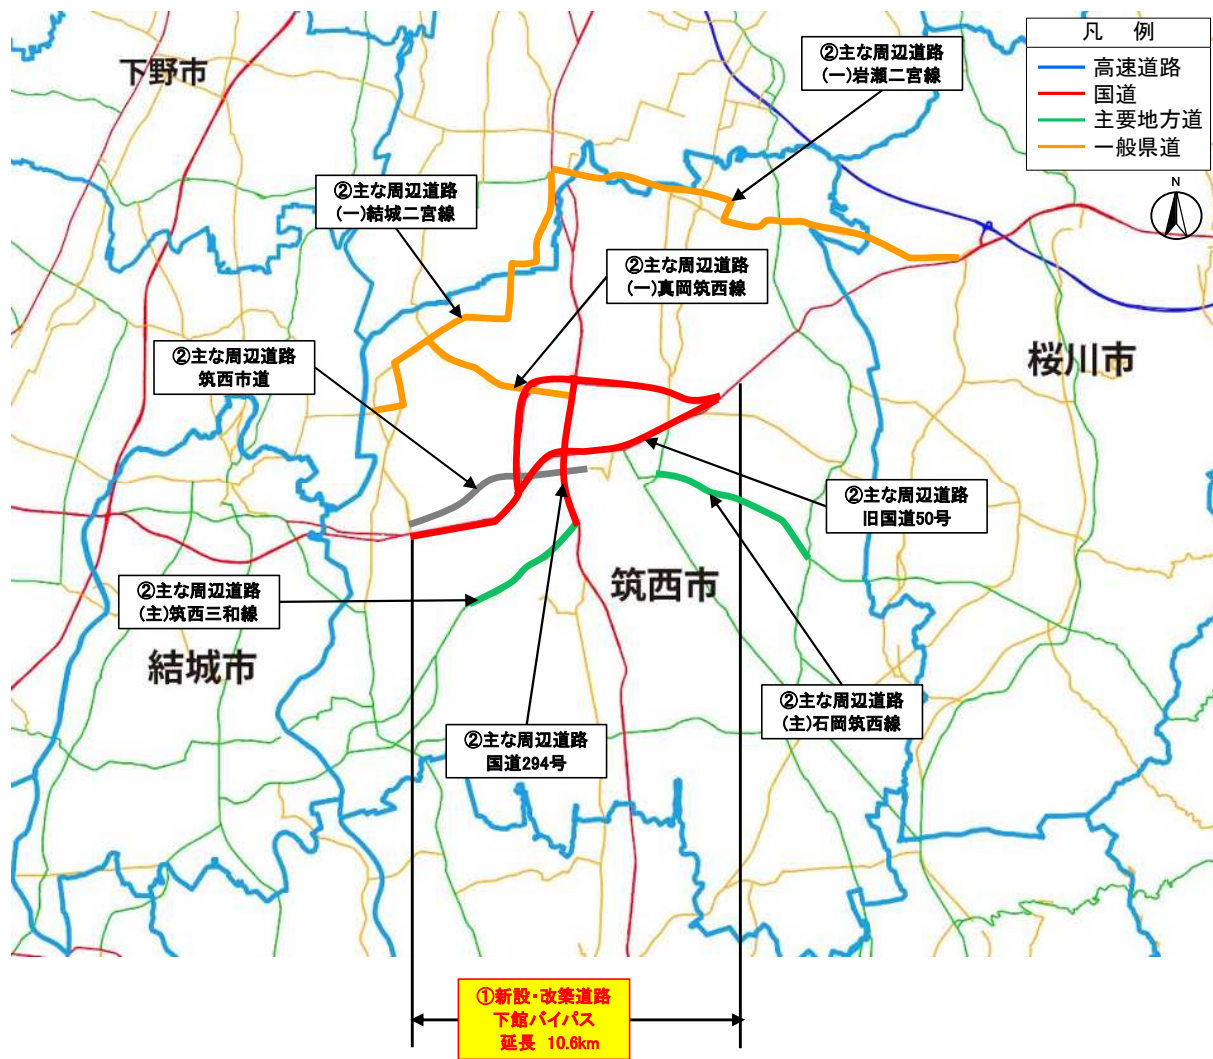 下野市
②主な周辺道路
(一)岩瀬二宮線
凡 例
高速道路
国道
主要地方道
一般県道
N
②主な周辺道路
(一)結城二宮線
②主な周辺道路
(一)真岡筑西線
②主な周辺道路
筑西市道
桜川市
②主な周辺道路
旧国道50号
②主な周辺道路
(主)筑西三和線
筑西市
結城市
②主な周辺道路
(主)石岡筑西線
②主な周辺道路
国道294号
①新設・改築道路
下館バイパス
延長 10.6km